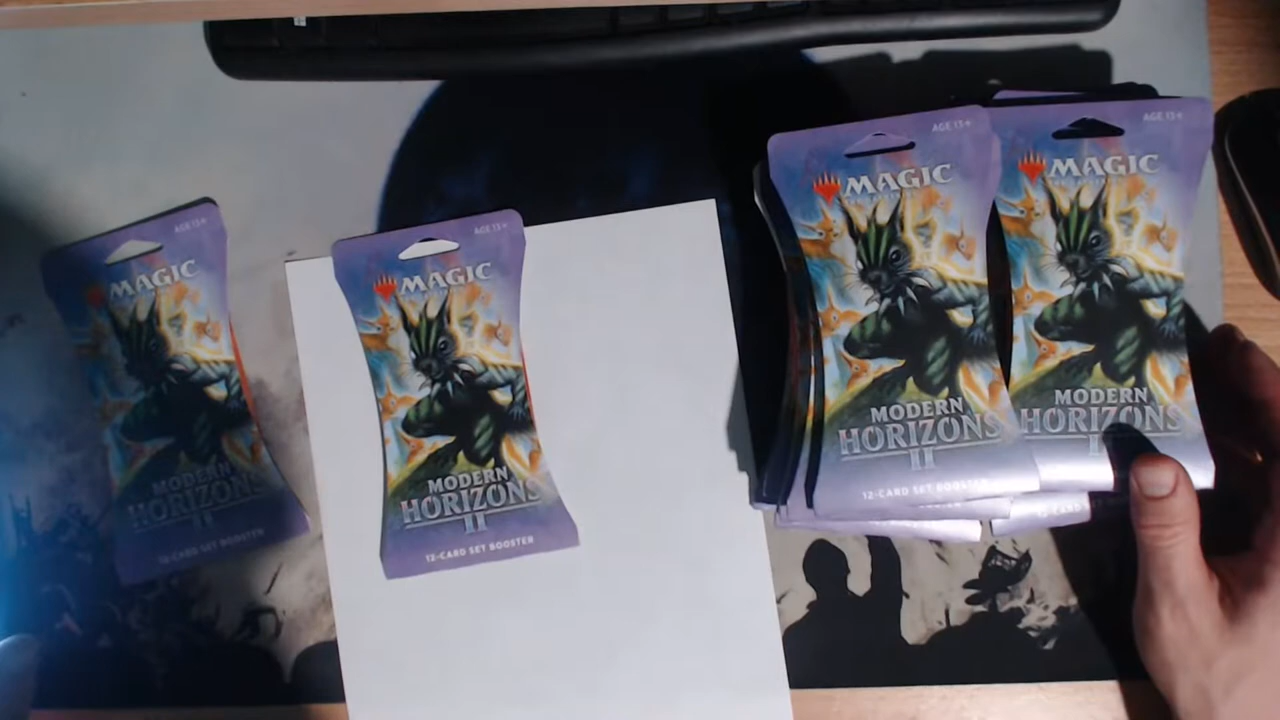 AGE 13+
MAGIC
MODERN
HORIZONS
II
12-CARD SET BOOSTER
AGE 13+
MAGIC
MODERN
HORIZONS
II
12-CARD SET BOOSTER
AGE 13+
MAGIC
MODERN
HORIZONS
II
12-CARD SET BOOSTER
AGE 13+
MAGIC
MODERN
HORIZONS